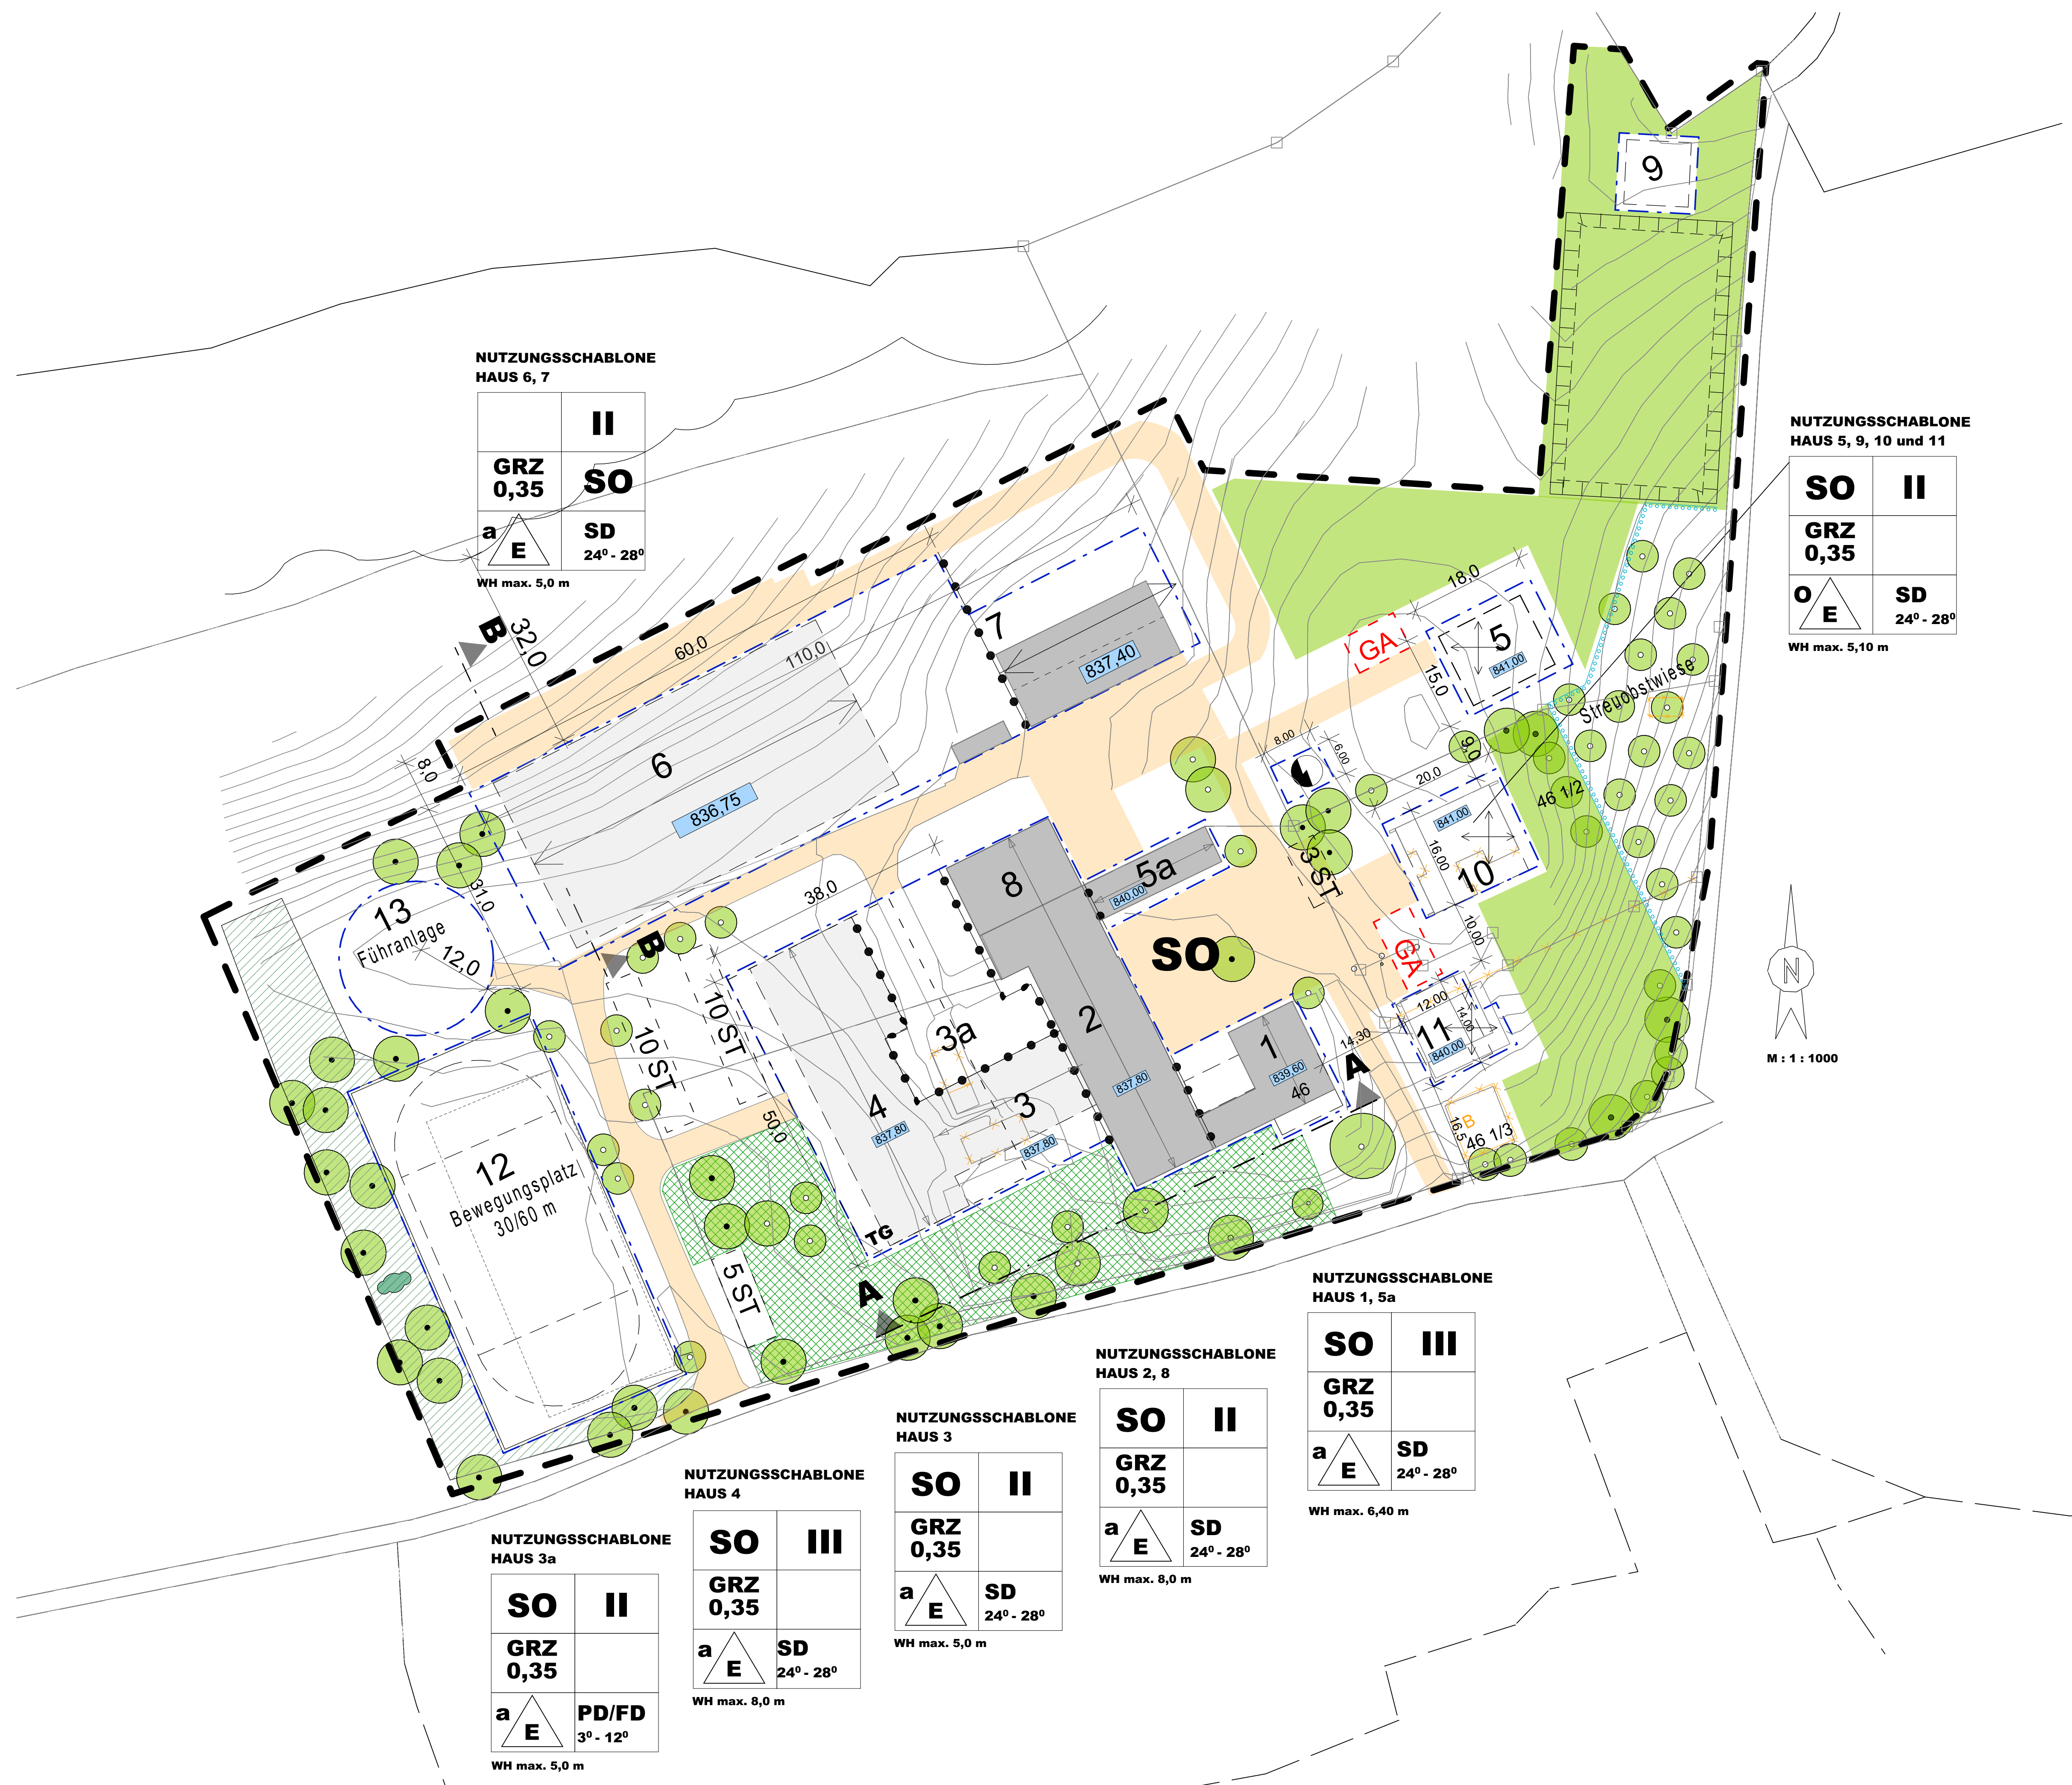 9
NUTZUNGSSCHABLONE
HAUS 6, 7
II
GRZ
0,35
SO
a
E
SD
24⁰ - 28⁰
WH max. 5,0 m
NUTZUNGSSCHABLONE
HAUS 5, 9, 10 und 11
SO
II
GRZ
0,35
O
E
SD
24⁰ - 28⁰
WH max. 5,10 m
B
32,0
60,0
110,0
7
837,40
18,0
GA
5
841,00
15,0
Streuobstwiese
8,0
6
836,75
8,00
6,00
9,0
20,0
46 1/2
841,00
16,00
10
3 ST
13
Führanlage
12,0
31,0
38,0
B
8
5a
840,00
SO
GA
10,00
N
M : 1 : 1000
10 ST
10 ST
3a
2
837,80
1
839,60
46
14,30
A
12,00
14,00
11
840,00
12
Bewegungsplatz
30/60 m
50,0
4
837,80
3
837,80
B
46 1/3
16,5
TG
5 ST
A
NUTZUNGSSCHABLONE
HAUS 1, 5a
SO
III
GRZ
0,35
a
E
SD
24⁰ - 28⁰
WH max. 6,40 m
NUTZUNGSSCHABLONE
HAUS 2, 8
SO
II
GRZ
0,35
a
E
SD
24⁰ - 28⁰
WH max. 8,0 m
NUTZUNGSSCHABLONE
HAUS 3
SO
II
GRZ
0,35
a
E
SD
24⁰ - 28⁰
WH max. 5,0 m
NUTZUNGSSCHABLONE
HAUS 4
SO
III
GRZ
0,35
a
E
SD
24⁰ - 28⁰
WH max. 8,0 m
NUTZUNGSSCHABLONE
HAUS 3a
SO
II
GRZ
0,35
a
E
PD/FD
3⁰ - 12⁰
WH max. 5,0 m